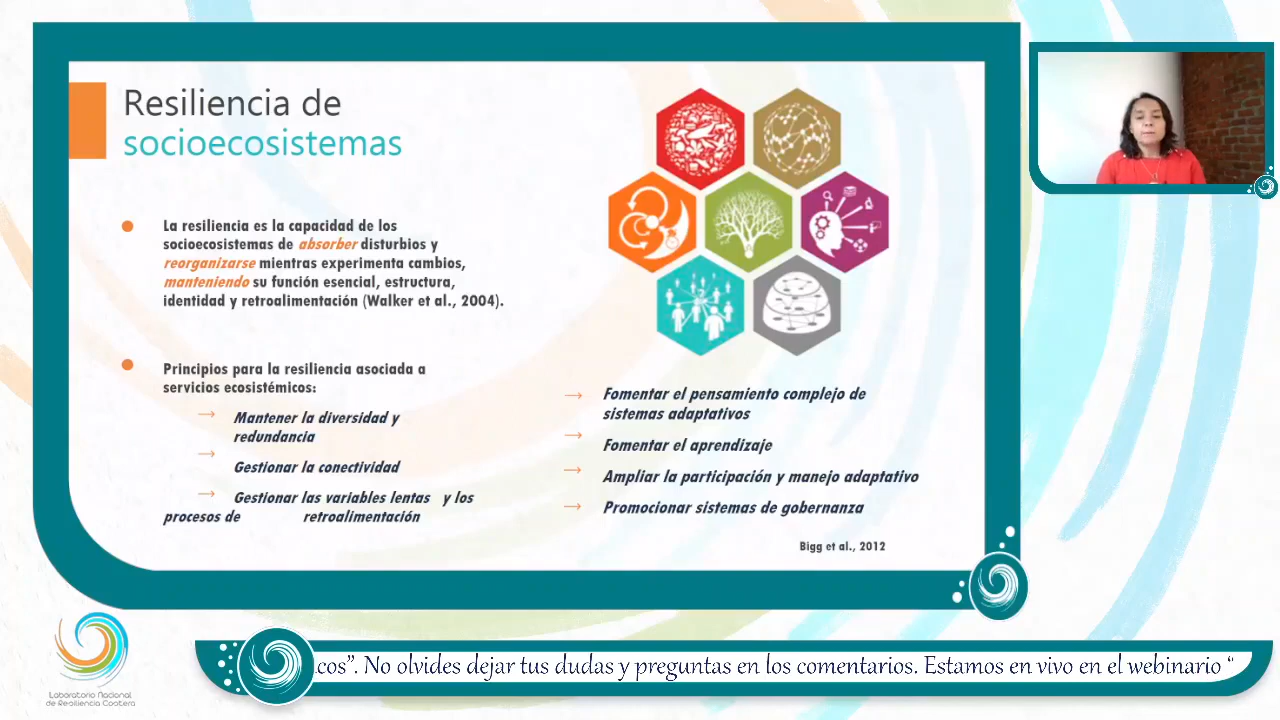 Resiliencia de
socioecosistemas
La resiliencia es la capacidad de los
socioecosistemas de absorber disturbios y
reorganizarse mientras experimenta cambios,
manteniendo su función esencial, estructura,
identidad y retroalimentación (Walker et al., 2004).
Principios para la resiliencia asociada a
servicios ecosistémicos:
Mantener la diversidad y
redundancia
Gestionar la conectividad
Gestionar las variables lentas y los
procesos de retroalimentación
Fomentar el pensamiento complejo de
sistemas adaptativos
Fomentar el aprendizaje
Ampliar la participación y manejo adaptativo
Promocionar sistemas de gobernanza
Bigg et al., 2012
Laboratorio Nacional
de Resiliencia Costera
cos”. No olvides dejar tus dudas y preguntas en los comentarios. Estamos en vivo en el webinario “